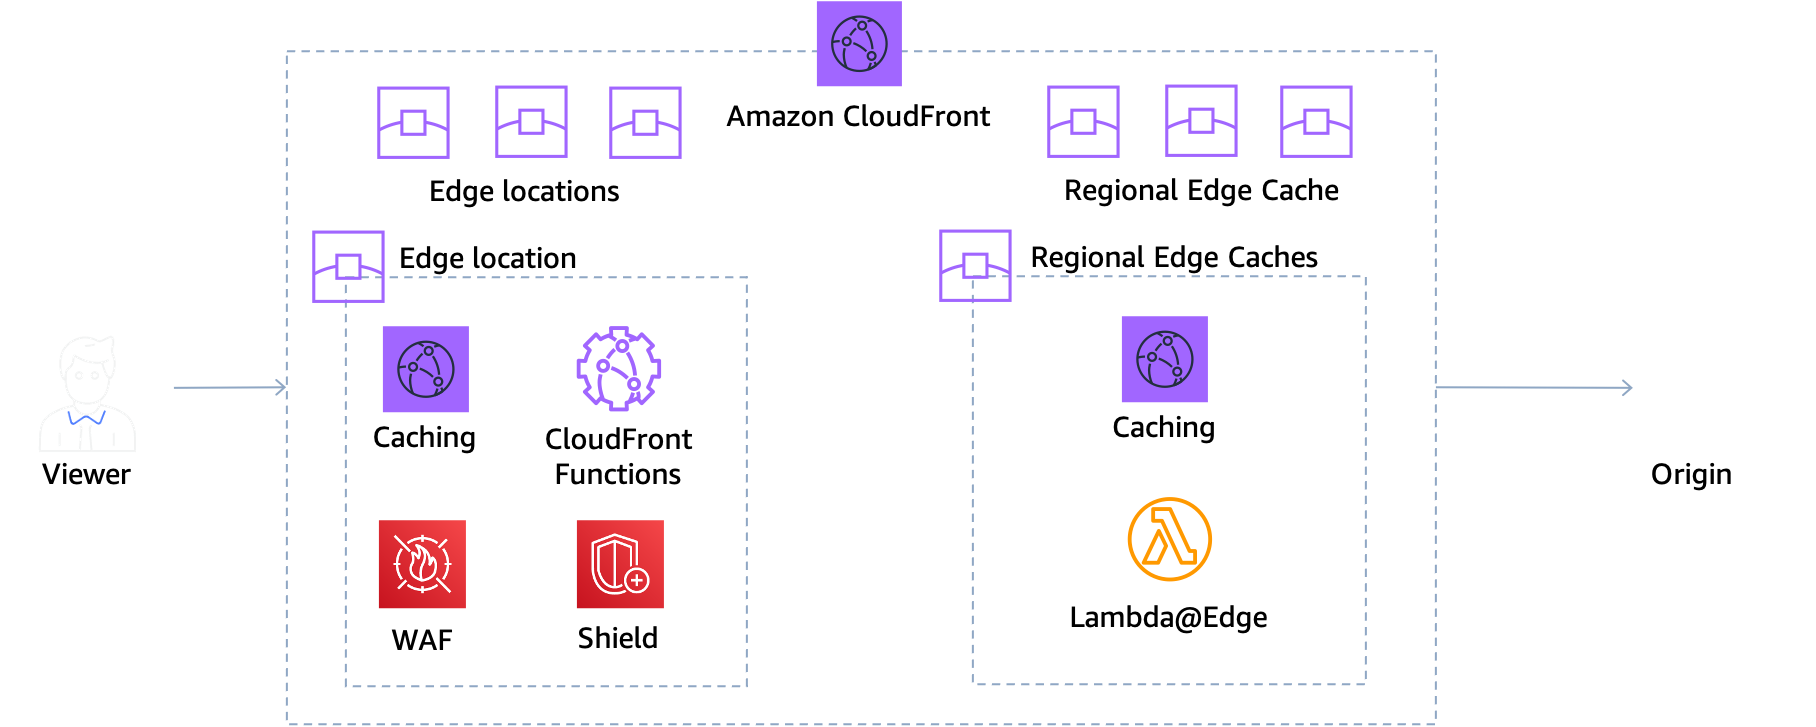 Amazon CloudFront
Edge locations
Regional Edge Cache
Edge location
Regional Edge Caches
Caching
CloudFront
Functions
Caching
Viewer
Origin
WAF
Shield
Lambda@Edge